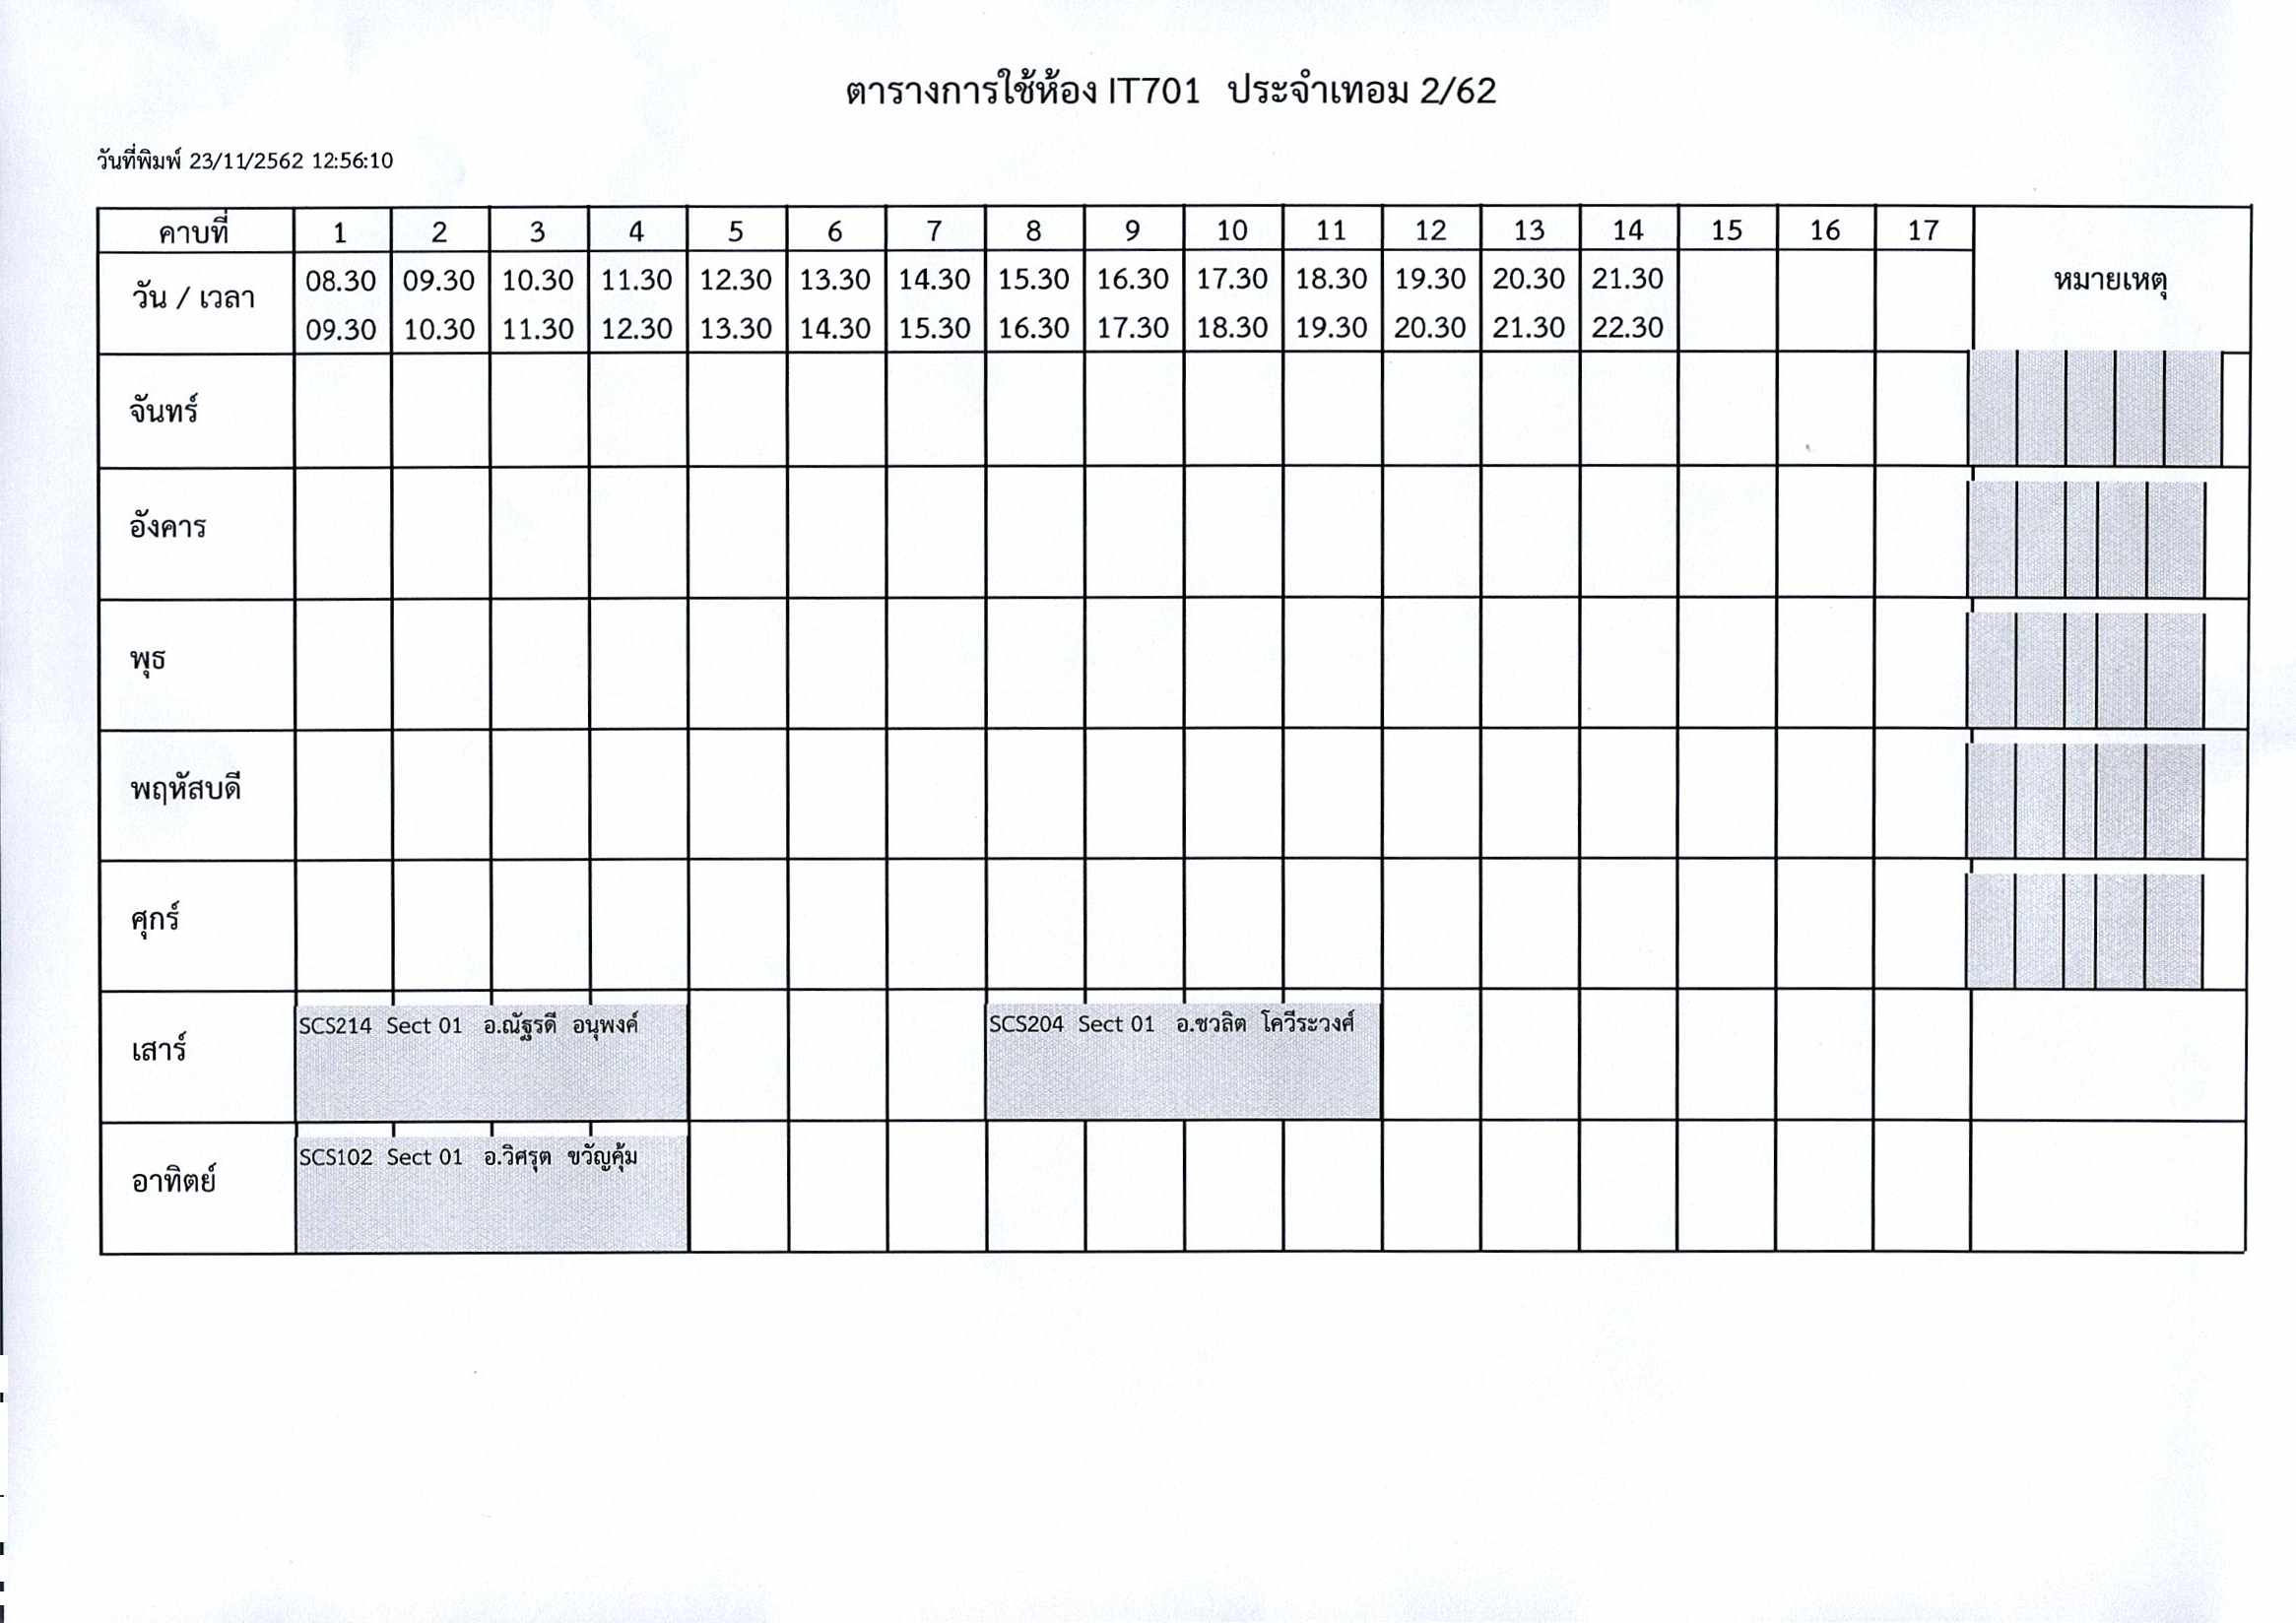 ตารางการใช้ห้อง IT701 ประจำเทอม 2/62
วันที่พิมพ์ 23/11/2562 12:56:10
คาบที่ 1 2 3 4 5 6 7 8 9 10 11 12 13 14 15 16 17 หมายเหตุ
วัน / เวลา
08.30 09.30 10.30 11.30 12.30 13.30 14.30 15.30 16.30 17.30 18.30 19.30 20.30 21.30
09.30 10.30 11.30 12.30 13.30 14.30 15.30 16.30 17.30 18.30 19.30 20.30 21.30 22.30
จันทร์
อังคาร
พุธ
พฤหัสบดี
ศุกร์
เสาร์
SCS214 Sect 01 อ.ณัฐรดี อนุพงค์
SCS204 Sect 01 อ.ชวลิต โควีระวงศ์
อาทิตย์
SCS102 Sect 01 อ.วิศรุต ขวัญคุ้ม